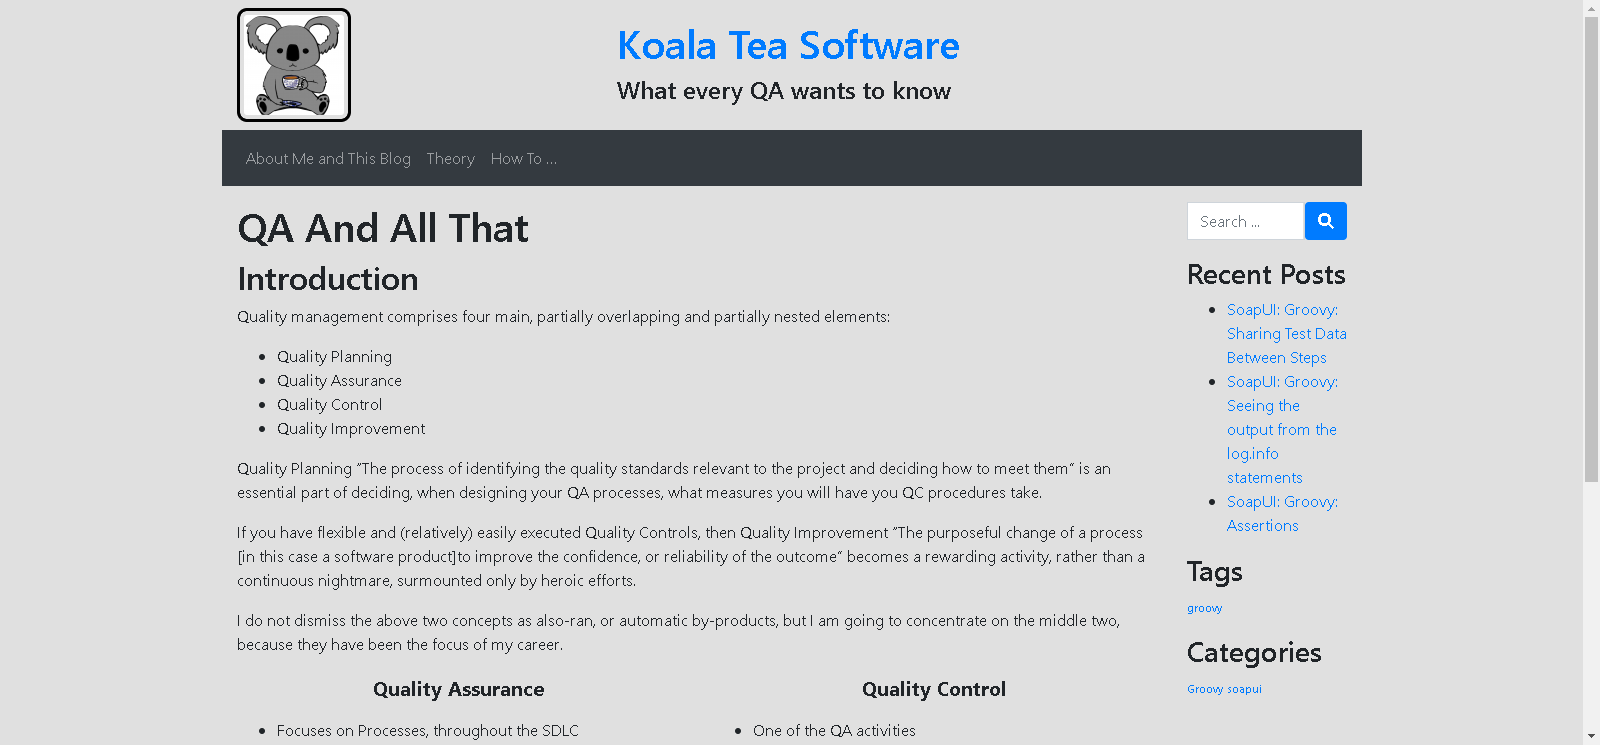 Koala Tea Software
What every QA wants to know
About Me and This Blog Theory How To ...
QA And All That
Introduction
Quality management comprises four main, partially overlapping and partially nested elements:
Quality Planning
Quality Assurance
Quality Control
Quality Improvement
Quality Planning “The process of identifying the quality standards relevant to the project and deciding how to meet them” is an
essential part of deciding, when designing your QA processes, what measures you will have you QC procedures take.
If you have flexible and (relatively) easily executed Quality Controls, then Quality Improvement “The purposeful change of a process
[in this case a software product]to improve the confidence, or reliability of the outcome” becomes a rewarding activity, rather than a
continuous nightmare, surmounted only by heroic efforts.
I do not dismiss the above two concepts as also-ran, or automatic by-products, but I am going to concentrate on the middle two,
because they have been the focus of my career.
Quality Assurance
Focuses on Processes, throughout the SDLC
Quality Control
One of the QA activities
Search ...
Recent Posts
SoapUI: Groovy:
Sharing Test Data
Between Steps
SoapUI: Groovy:
Seeing the
output from the
log.info
statements
SoapUI: Groovy:
Assertions
Tags
groovy
Categories
Groovy soapui